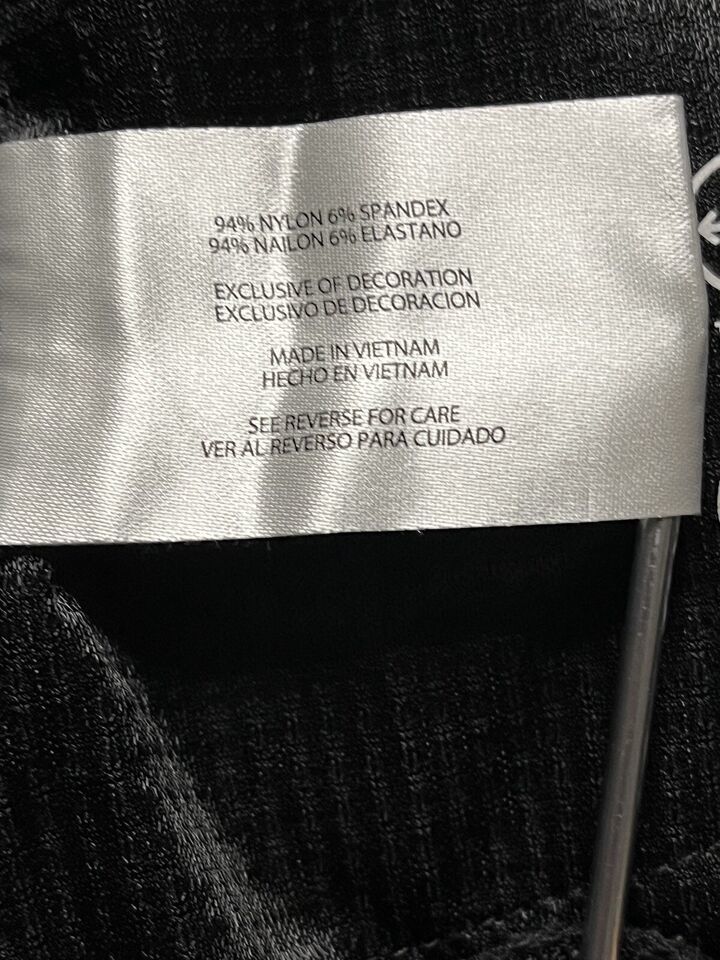 94% NYLON 6% SPANDEX
94% NAILON 6% ELASTANO
EXCLUSIVE OF DECORATION
EXCLUSIVO DE DECORACION
MADE IN VIETNAM
HECHO EN VIETNAM
SEE REVERSE FOR CARE
VER AL REVERSO PARA CUIDADO